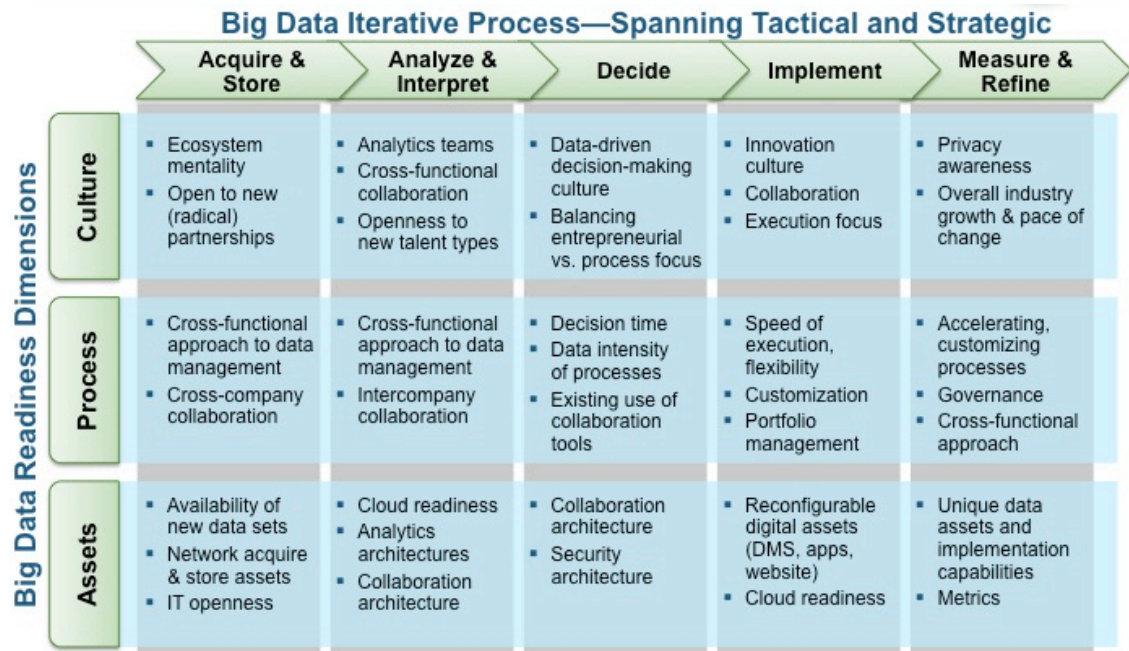 Big Data Iterative Process—Spanning Tactical and Strategic
Acquire &
Store
Analyze &
Interpret
Decide
Implement
Measure &
Refine
Big Data Readiness Dimensions
Culture
▪ Ecosystem
mentality
▪ Open to new
(radical)
partnerships
▪ Analytics teams
▪ Cross-functional
collaboration
▪ Openness to
new talent types
▪ Data-driven
decision-making
culture
▪ Balancing
entrepreneurial
vs. process focus
▪ Innovation
culture
▪ Collaboration
▪ Execution focus
▪ Privacy
awareness
▪ Overall industry
growth & pace of
change
Process
▪ Cross-functional
approach to data
management
▪ Cross-company
collaboration
▪ Cross-functional
approach to data
management
▪ Intercompany
collaboration
▪ Decision time
▪ Data intensity
of processes
▪ Existing use of
collaboration
tools
▪ Speed of
execution,
flexibility
▪ Customization
▪ Portfolio
management
▪ Accelerating,
customizing
processes
▪ Governance
▪ Cross-functional
approach
Assets
▪ Availability of
new data sets
▪ Network acquire
& store assets
▪ IT openness
▪ Cloud readiness
▪ Analytics
architectures
▪ Collaboration
architecture
▪ Collaboration
architecture
▪ Security
architecture
▪ Reconfigurable
digital assets
(DMS, apps,
website)
▪ Cloud readiness
▪ Unique data
assets and
implementation
capabilities
▪ Metrics